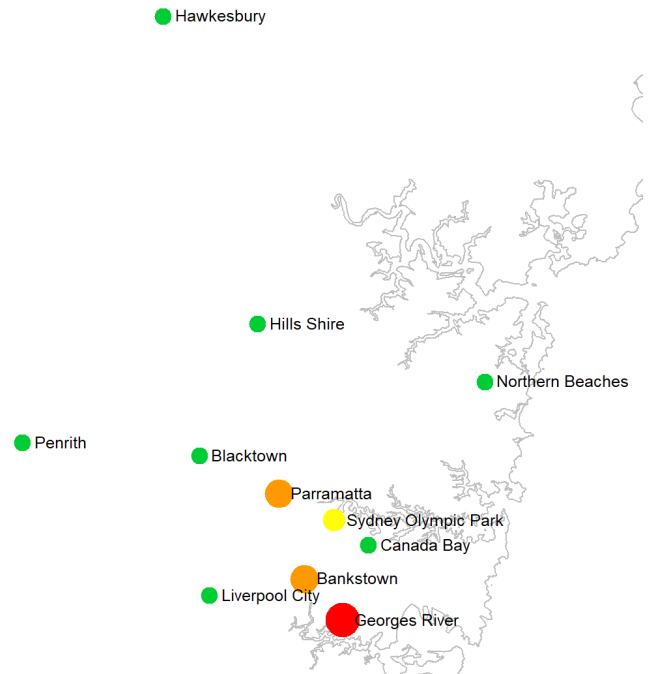 Hawkesbury
Hills Shire
Northern Beaches
Penrith
Blacktown
Parramatta
Sydney Olympic Park
Canada Bay
Bankstown
Liverpool City
Georges River